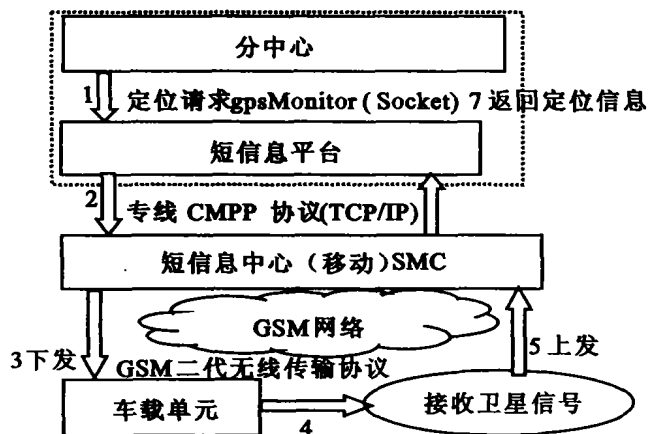 分中心
1 定位请求gpsMonitor(Socket) 7返回定位信息
短信息平台
2 专线 CMPP 协议(TCP/IP)
短信息中心（移动）SMC
GSM网络
3下发 5上发
GSM二代无线传输协议
车载单元 接收卫星信号
4